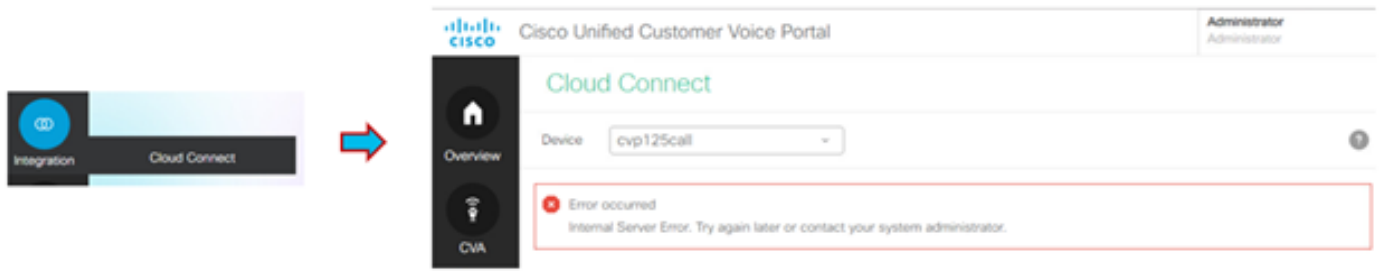 Integration
Cloud Connect
CISCO
Cisco Unified Customer Voice Portal
Administrator
Administrator
Cloud Connect
Overview
Device
cvp125call
?
CVA
Error occurred
Internal Server Error. Try again later or contact your system administrator.